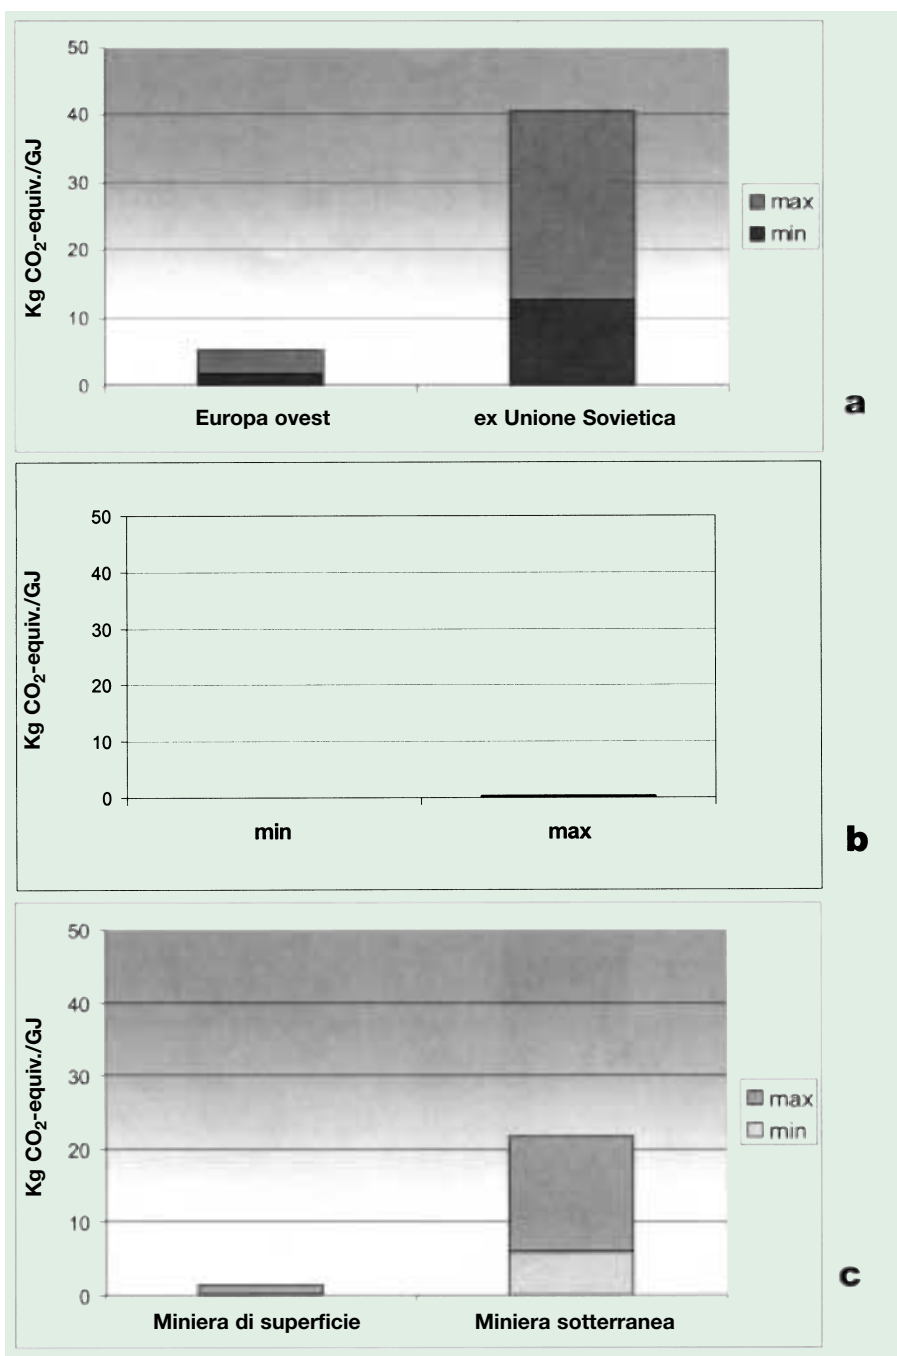 Kg CO₂-equiv./GJ
50
40
30
20
10
0
Europa ovest
ex Unione Sovietica
max
min
a
Kg CO₂-equiv./GJ
50
40
30
20
10
0
min
max
b
Kg CO₂-equiv./GJ
50
40
30
20
10
0
Miniera di superficie
Miniera sotterranea
max
min
c